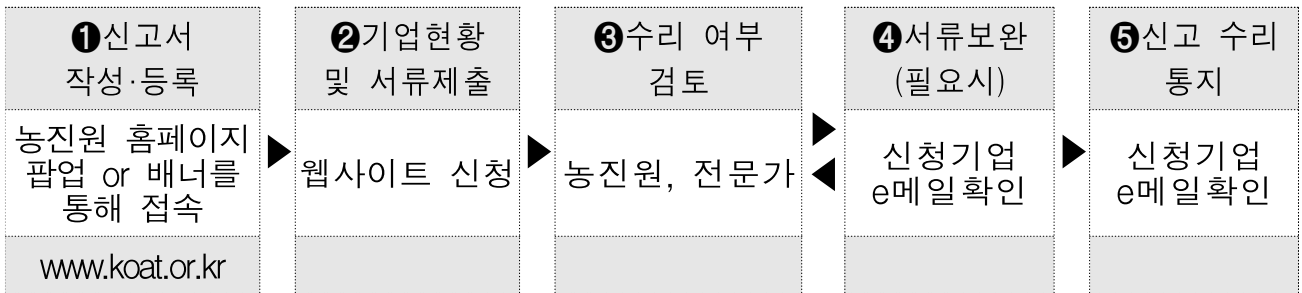 ❶신고서
작성·등록
농진원 홈페이지
팝업 or 배너를
통해 접속
www.koat.or.kr
❷기업현황
및 서류제출
웹사이트 신청
❸수리 여부
검토
농진원, 전문가
❹서류보완
(필요시)
신청기업
e메일확인
❺신고 수리
통지
신청기업
e메일확인